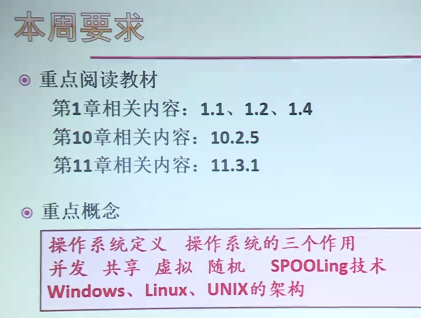 本周要求
重点阅读教材
第1章相关内容：1.1、1.2、1.4
第10章相关内容：10.2.5
第11章相关内容：11.3.1
重点概念
操作系统定义 操作系统的三个作用
并发 共享 虚拟 随机 SPOOLing技术
Windows、Linux、UNIX的架构